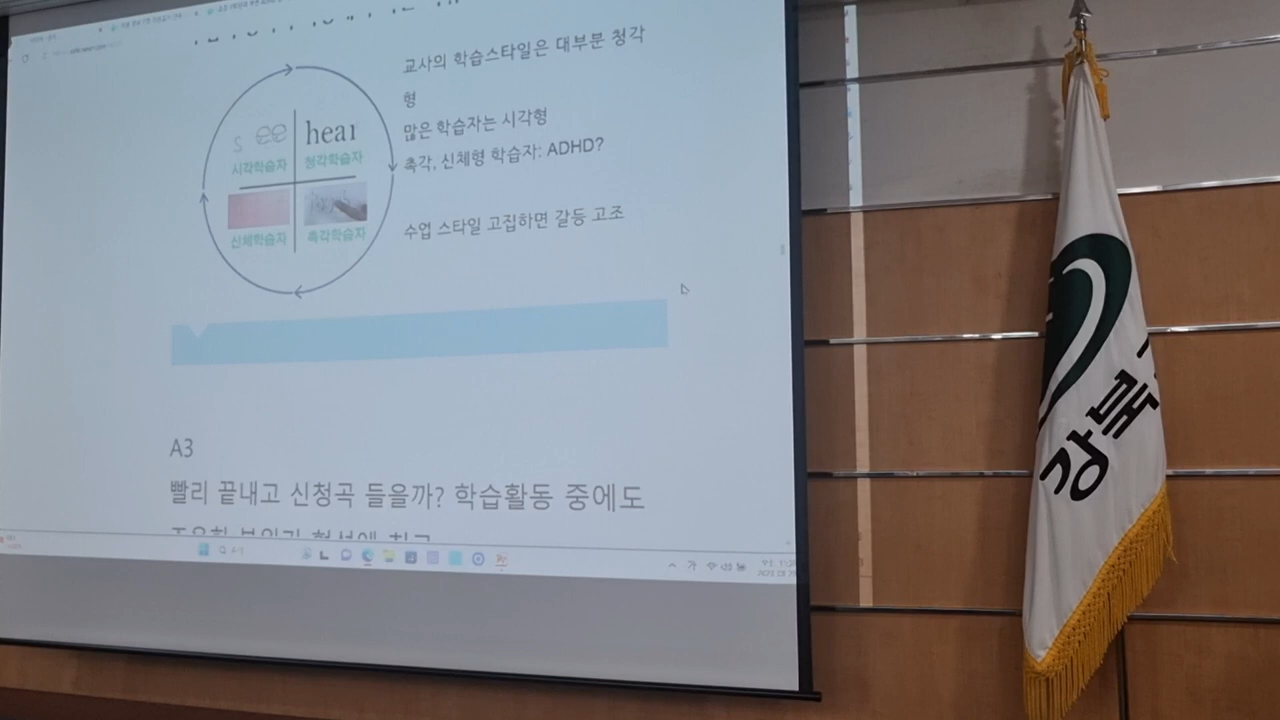 see
hear
시각학습자
청각학습자
신체학습자
촉각학습자
교사의 학습스타일은 대부분 청각
형
많은 학습자는 시각형
촉각, 신체형 학습자: ADHD?
수업 스타일 고집하면 갈등 고조
A3
빨리 끝내고 신청곡 들을까? 학습활동 중에도
강북